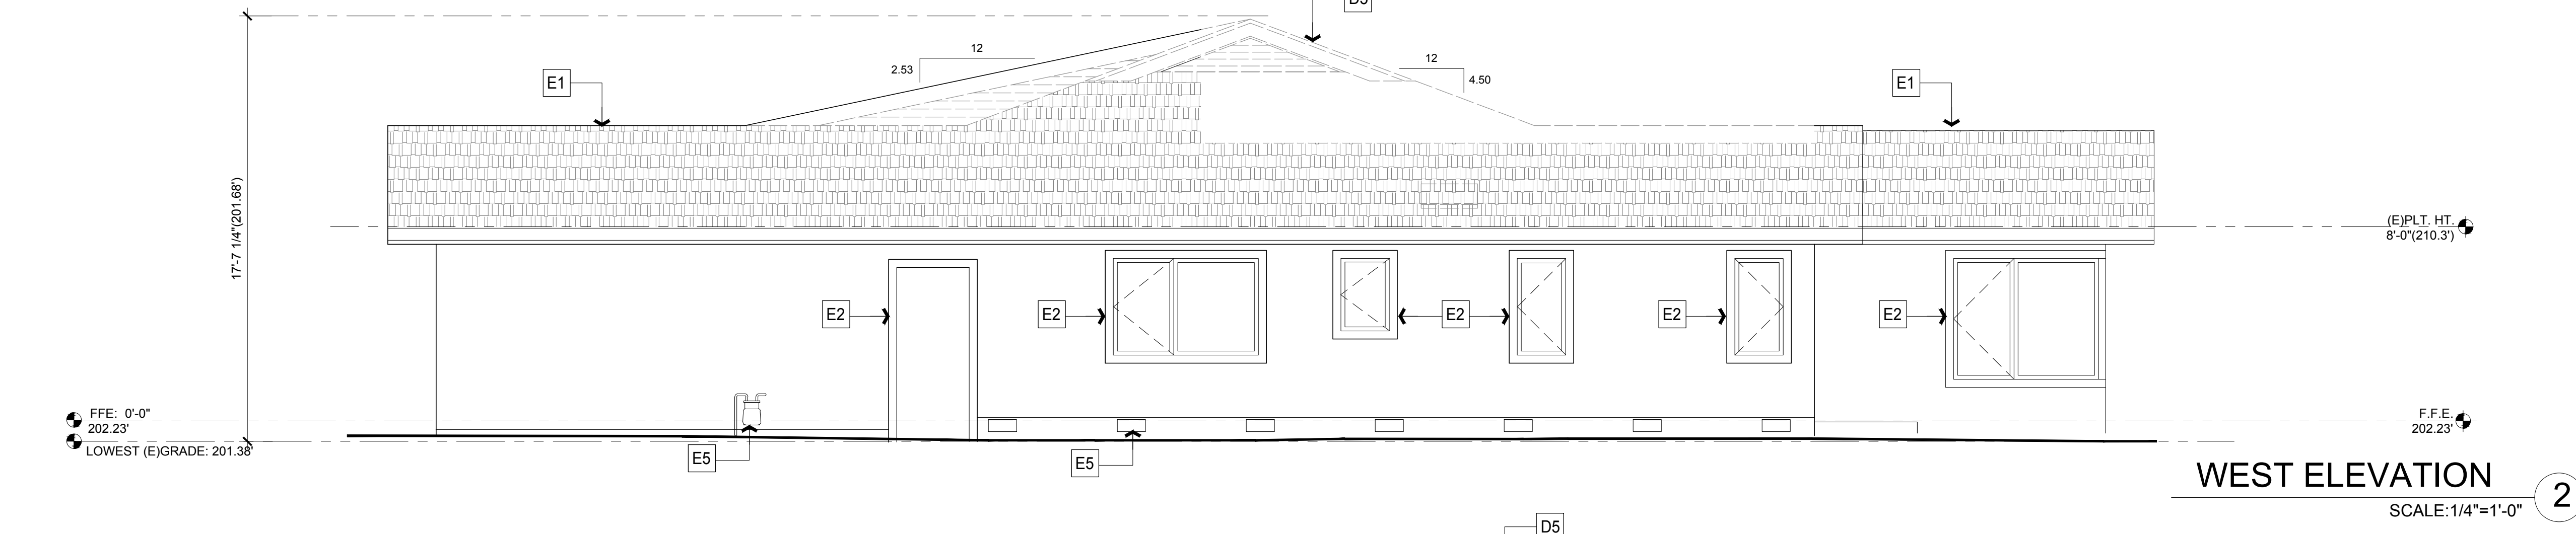 D5
12
2.53
12
4.50
E1
E1
17'-7 1/4"(201.68')
(E)PLT. HT.
8'-0"(210.3')
E2
E2
E2
E2
E2
FFE: 0'-0"
202.23'
LOWEST (E)GRADE: 201.38'
F.F.E.
202.23'
E5
E5
WEST ELEVATION
2
SCALE:1/4"=1'-0"
D5